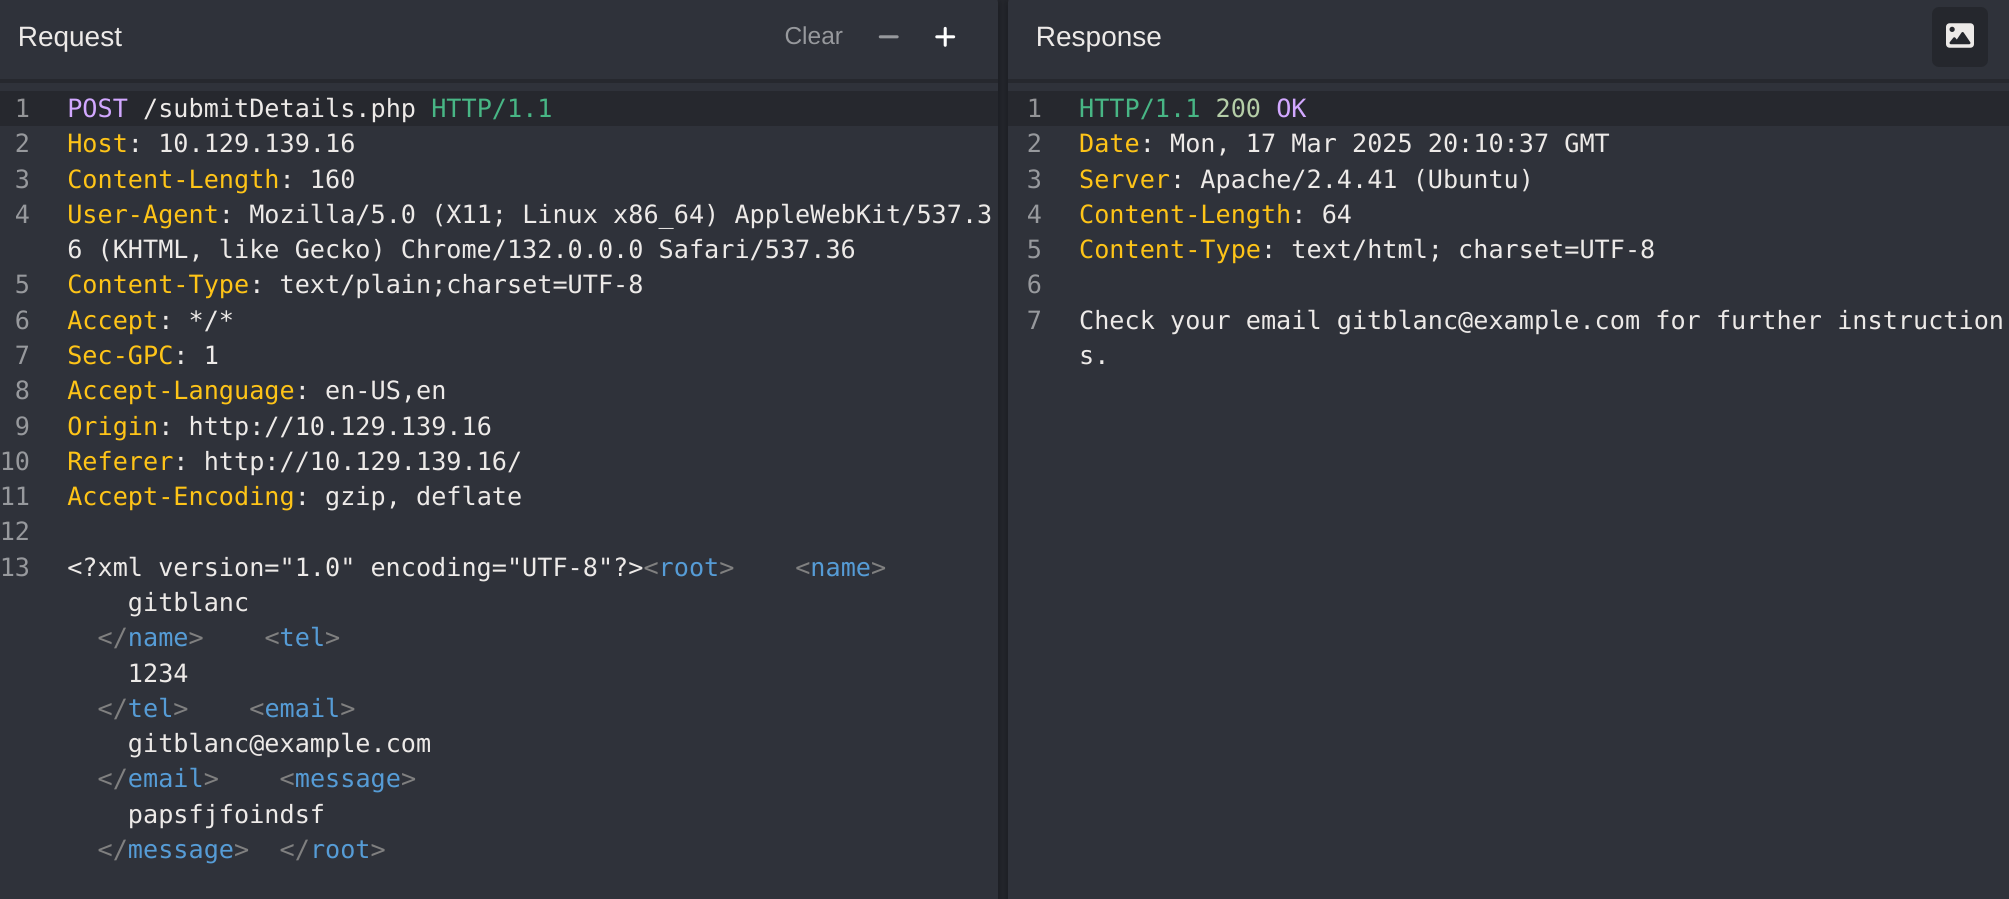 Request Clear
1 POST /submitDetails.php HTTP/1.1
2 Host: 10.129.139.16
3 Content-Length: 160
4 User-Agent: Mozilla/5.0 (X11; Linux x86_64) AppleWebKit/537.3
6 (KHTML, like Gecko) Chrome/132.0.0.0 Safari/537.36
5 Content-Type: text/plain;charset=UTF-8
6 Accept: */*
7 Sec-GPC: 1
8 Accept-Language: en-US,en
9 Origin: http://10.129.139.16
10 Referer: http://10.129.139.16/
11 Accept-Encoding: gzip, deflate
12
13 <?xml version="1.0" encoding="UTF-8"?><root>    <name>
gitblanc
</name>    <tel>
1234
</tel>    <email>
gitblanc@example.com
</email>    <message>
papsfjfoindsf
</message>  </root>
Response
1 HTTP/1.1 200 OK
2 Date: Mon, 17 Mar 2025 20:10:37 GMT
3 Server: Apache/2.4.41 (Ubuntu)
4 Content-Length: 64
5 Content-Type: text/html; charset=UTF-8
6
7 Check your email gitblanc@example.com for further instruction
s.